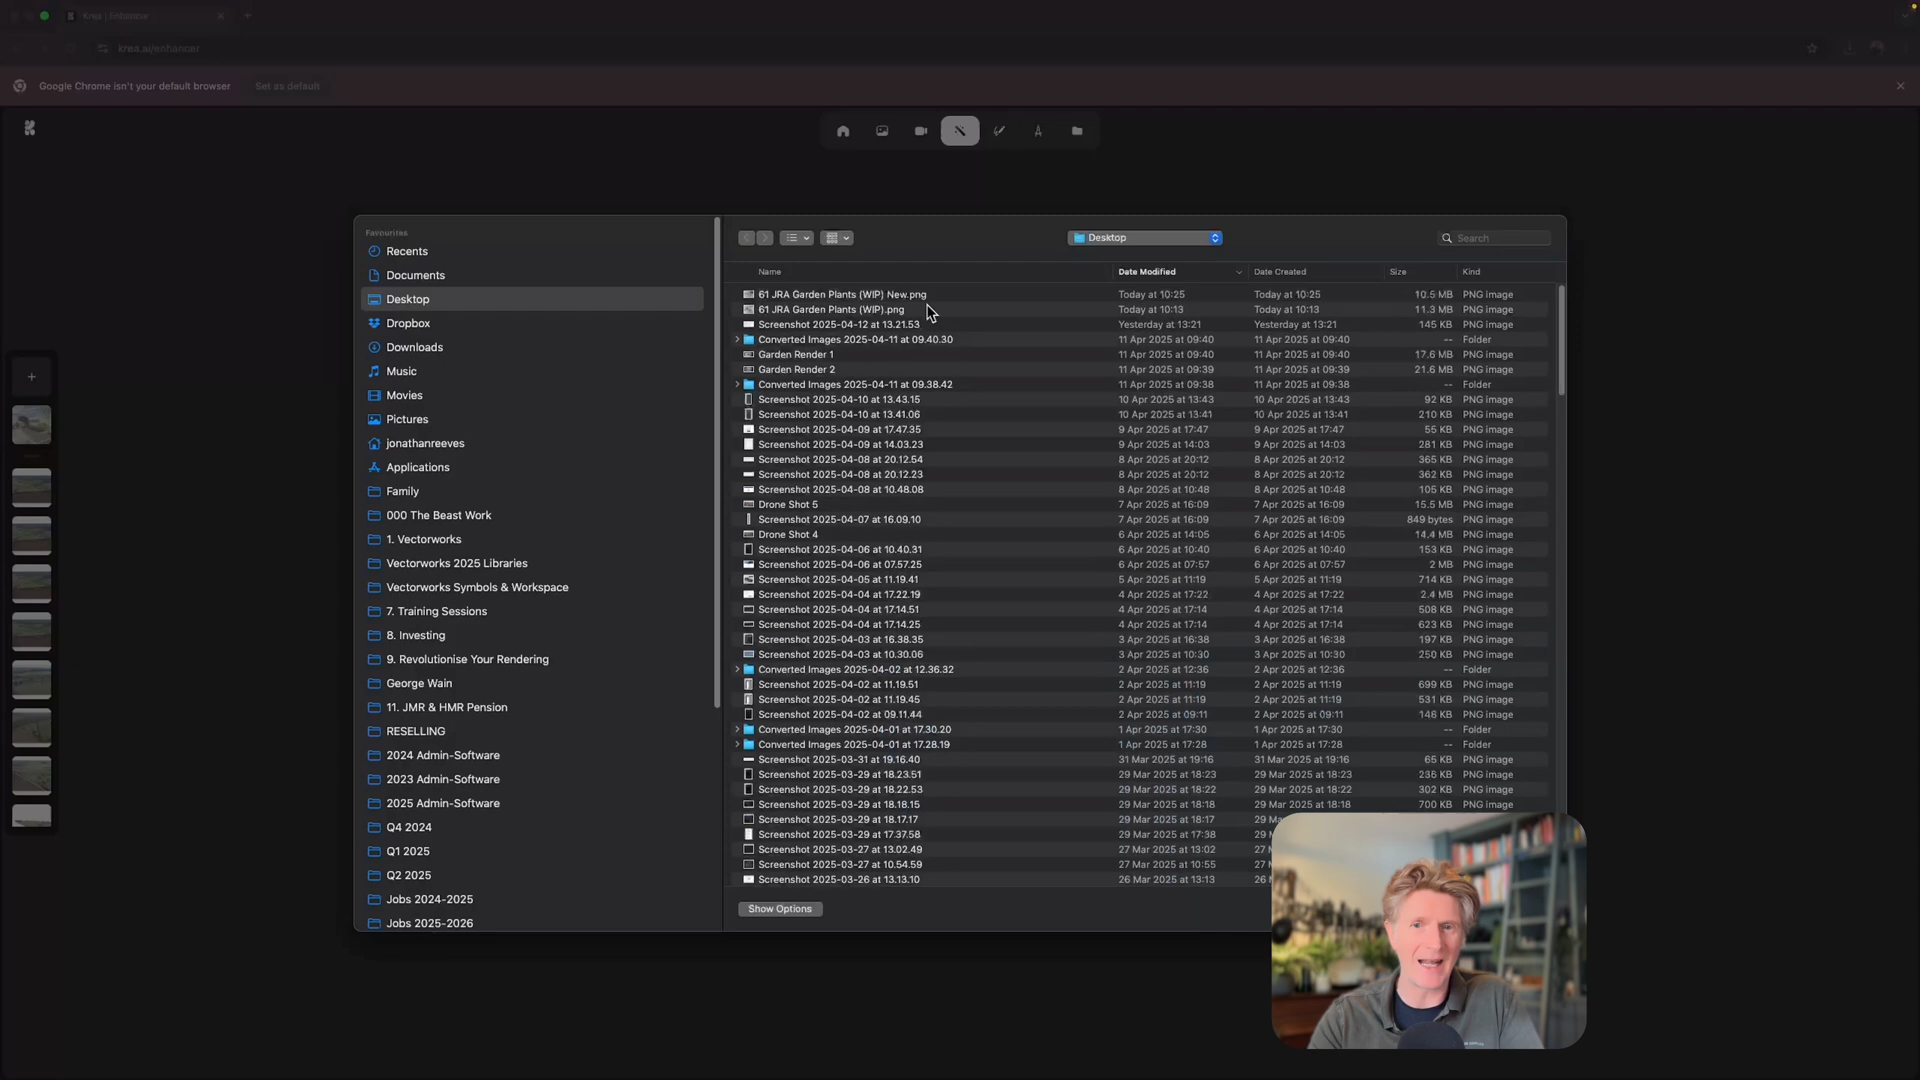 Krea | Enhancer
krea.ai/enhancer
Google Chrome isn't your default browser Set as default
Favourites
Recents
Documents
Desktop
Dropbox
Downloads
Music
Movies
Pictures
jonathanreeves
Applications
Family
000 The Beast Work
1. Vectorworks
Vectorworks 2025 Libraries
Vectorworks Symbols & Workspace
7. Training Sessions
8. Investing
9. Revolutionise Your Rendering
George Wain
11. JMR & HMR Pension
RESELLING
2024 Admin-Software
2023 Admin-Software
2025 Admin-Software
Q4 2024
Q1 2025
Q2 2025
Jobs 2024-2025
Jobs 2025-2026
Desktop Search
Name Date Modified Date Created Size Kind
61 JRA Garden Plants (WIP) New.png Today at 10:25 Today at 10:25 10.5 MB PNG image
61 JRA Garden Plants (WIP).png Today at 10:13 Today at 10:13 11.3 MB PNG image
Screenshot 2025-04-12 at 13.21.53 Yesterday at 13:21 Yesterday at 13:21 145 KB PNG image
Converted Images 2025-04-11 at 09.40.30 11 Apr 2025 at 09:40 11 Apr 2025 at 09:40 -- Folder
Garden Render 1 11 Apr 2025 at 09:40 11 Apr 2025 at 09:40 17.6 MB PNG image
Garden Render 2 11 Apr 2025 at 09:40 11 Apr 2025 at 09:39 21.6 MB PNG image
Converted Images 2025-04-11 at 09.38.42 11 Apr 2025 at 09:38 11 Apr 2025 at 09:38 -- Folder
Screenshot 2025-04-10 at 13.43.15 10 Apr 2025 at 13:43 10 Apr 2025 at 13:43 92 KB PNG image
Screenshot 2025-04-10 at 13.41.06 10 Apr 2025 at 13:41 10 Apr 2025 at 13:41 210 KB PNG image
Screenshot 2025-04-09 at 17.47.35 9 Apr 2025 at 17:47 9 Apr 2025 at 17:47 55 KB PNG image
Screenshot 2025-04-09 at 14.03.23 9 Apr 2025 at 14:03 9 Apr 2025 at 14:03 281 KB PNG image
Screenshot 2025-04-08 at 20.12.54 8 Apr 2025 at 20:12 8 Apr 2025 at 20:12 365 KB PNG image
Screenshot 2025-04-08 at 20.12.23 8 Apr 2025 at 20:12 8 Apr 2025 at 20:12 362 KB PNG image
Screenshot 2025-04-08 at 10.48.08 8 Apr 2025 at 10:48 8 Apr 2025 at 10:48 105 KB PNG image
Drone Shot 5 7 Apr 2025 at 16:09 7 Apr 2025 at 16:09 15.5 MB PNG image
Screenshot 2025-04-07 at 16.09.10 7 Apr 2025 at 16:09 7 Apr 2025 at 16:09 849 bytes PNG image
Drone Shot 4 6 Apr 2025 at 14:05 6 Apr 2025 at 14:05 14.4 MB PNG image
Screenshot 2025-04-06 at 10.40.31 6 Apr 2025 at 10:40 6 Apr 2025 at 10:40 153 KB PNG image
Screenshot 2025-04-06 at 07.57.25 6 Apr 2025 at 07:57 6 Apr 2025 at 07:57 2 MB PNG image
Screenshot 2025-04-05 at 11.19.41 5 Apr 2025 at 11:19 5 Apr 2025 at 11:19 714 KB PNG image
Screenshot 2025-04-04 at 17.22.19 4 Apr 2025 at 17:22 4 Apr 2025 at 17:22 2.4 MB PNG image
Screenshot 2025-04-04 at 17.14.51 4 Apr 2025 at 17:14 4 Apr 2025 at 17:14 508 KB PNG image
Screenshot 2025-04-04 at 17.14.25 4 Apr 2025 at 17:14 4 Apr 2025 at 17:14 623 KB PNG image
Screenshot 2025-04-03 at 16.38.35 3 Apr 2025 at 16:38 3 Apr 2025 at 16:38 197 KB PNG image
Screenshot 2025-04-03 at 10.30.06 3 Apr 2025 at 10:30 3 Apr 2025 at 10:30 250 KB PNG image
Converted Images 2025-04-02 at 12.36.32 2 Apr 2025 at 12:36 2 Apr 2025 at 12:36 -- Folder
Screenshot 2025-04-02 at 11.19.51 2 Apr 2025 at 11:19 2 Apr 2025 at 11:19 699 KB PNG image
Screenshot 2025-04-02 at 11.19.45 2 Apr 2025 at 11:19 2 Apr 2025 at 11:19 531 KB PNG image
Screenshot 2025-04-02 at 09.11.44 2 Apr 2025 at 09:11 2 Apr 2025 at 09:11 146 KB PNG image
Converted Images 2025-04-01 at 17.30.20 1 Apr 2025 at 17:30 1 Apr 2025 at 17:30 -- Folder
Converted Images 2025-04-01 at 17.28.19 1 Apr 2025 at 17:28 1 Apr 2025 at 17:28 -- Folder
Screenshot 2025-03-31 at 19.16.40 31 Mar 2025 at 19:16 31 Mar 2025 at 19:16 65 KB PNG image
Screenshot 2025-03-29 at 18.23.51 29 Mar 2025 at 18:23 29 Mar 2025 at 18:23 236 KB PNG image
Screenshot 2025-03-29 at 18.22.53 29 Mar 2025 at 18:22 29 Mar 2025 at 18:22 302 KB PNG image
Screenshot 2025-03-29 at 18.18.15 29 Mar 2025 at 18:18 29 Mar 2025 at 18:18 700 KB PNG image
Screenshot 2025-03-29 at 18.17.17 29 Mar 2025 at 18:17 29 M
Screenshot 2025-03-29 at 17.37.58 29 Mar 2025 at 17:38 29
Screenshot 2025-03-27 at 13.02.49 27 Mar 2025 at 13:02 27
Screenshot 2025-03-27 at 10.54.59 27 Mar 2025 at 10:55 27
Screenshot 2025-03-26 at 13.13.10 26 Mar 2025 at 13:13 26
Show Options